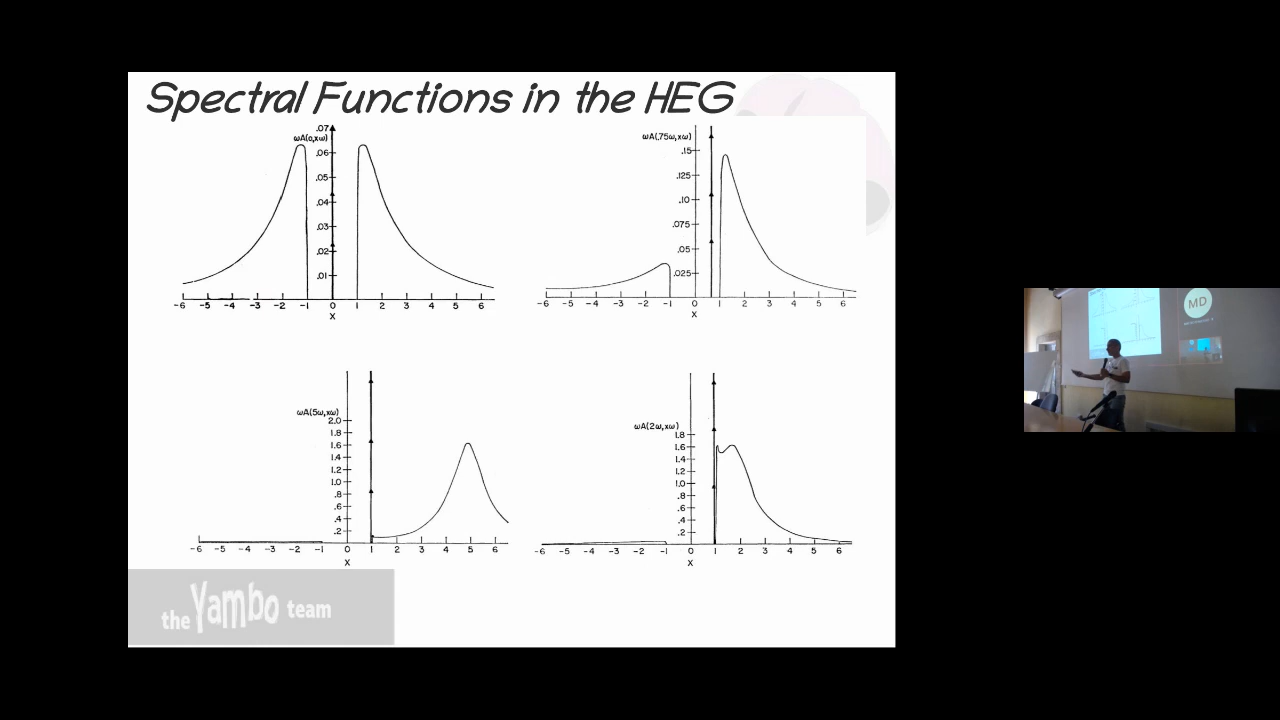 Spectral Functions in the HEG
.07
ωA(o,xω)
.06
.05
.04
.03
.02
.01
-6 -5 -4 -3 -2 -1 0 1 2 3 4 5 6
X
ωA(.75ω,xω)
.15
.125
.10
.075
.05
.025
-6 -5 -4 -3 -2 -1 0 1 2 3 4 5 6
X
ωA(5ω,xω)
2.0
1.8
1.6
1.4
1.2
1.0
.8
.6
.4
.2
-6 -5 -4 -3 -2 -1 0 1 2 3 4 5 6
X
ωA(2ω,xω)
1.8
1.6
1.4
1.2
1.0
.8
.6
.4
.2
-6 -5 -4 -3 -2 -1 0 1 2 3 4 5 6
X
the Yambo team
MD